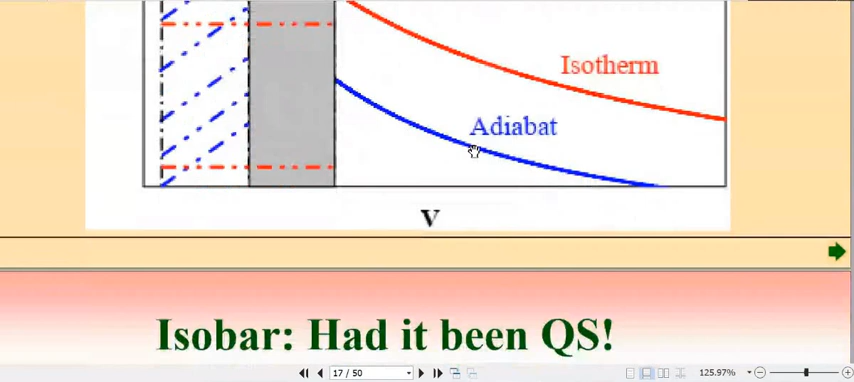 Isotherm
Adiabat
V
Isobar: Had it been QS!
17 / 50
125.97%